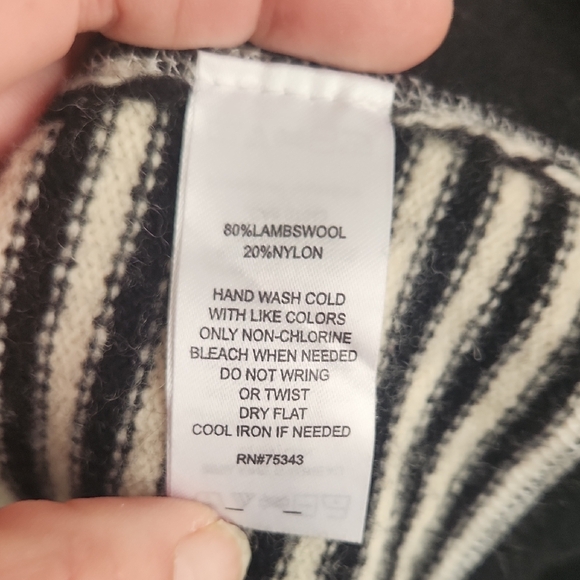 80%LAMBSWOOL
20%NYLON
HAND WASH COLD
WITH LIKE COLORS
ONLY NON-CHLORINE
BLEACH WHEN NEEDED
DO NOT WRING
OR TWIST
DRY FLAT
COOL IRON IF NEEDED
RN#75343